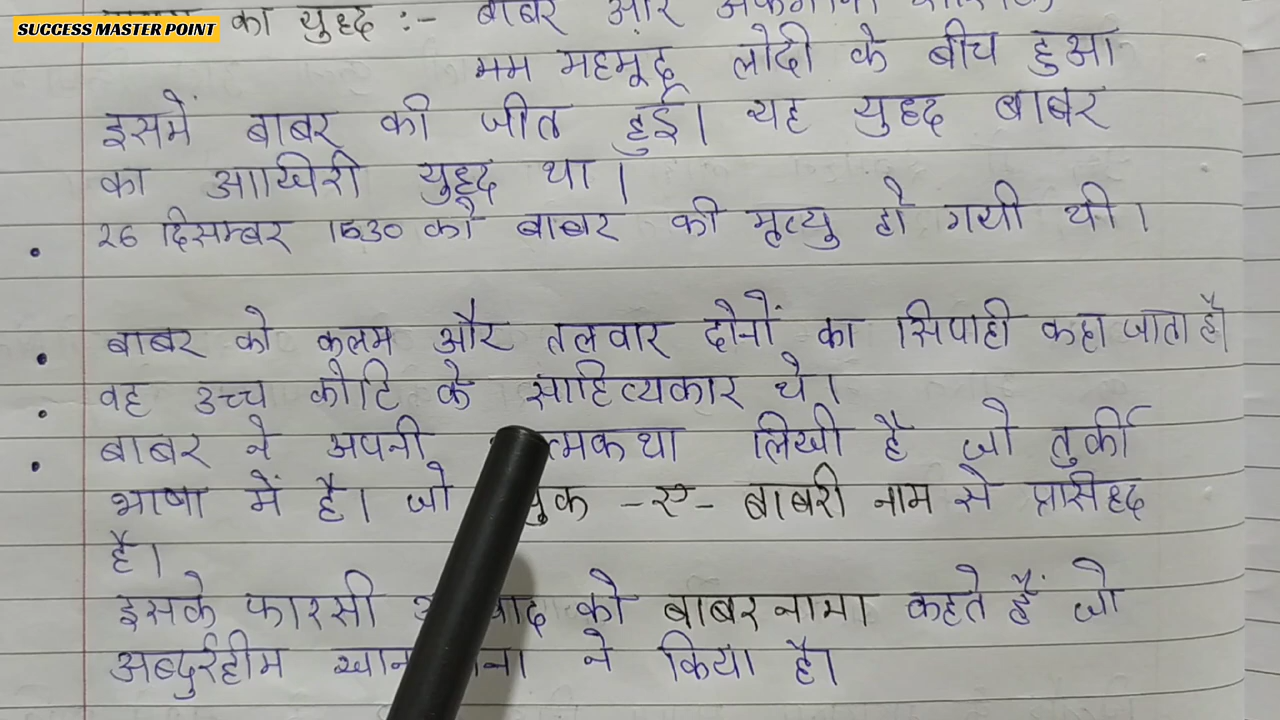 SUCCESS MASTER POINT
का युद्ध :- बाबर और
मम महमूद लोदी के बीच हुआ
इसमें बाबर की जीत हुई। यह युद्ध बाबर
का आखिरी युद्ध था।
26 दिसम्बर 1530 को बाबर की मृत्यु हो गयी थी।
बाबर को कलम और तलवार दोनों का सिपाही कहा जाता है।
वह उच्च कोटि के साहित्यकार थे।
बाबर ने अपनी लिखी है जो तुर्की
भाषा में है। जो -ए- बाबरी नाम से प्रसिद्ध
है।
इसके फारसी को बाबरनामा कहते हैं जो
अब्दुर्रहीम ने किया है।